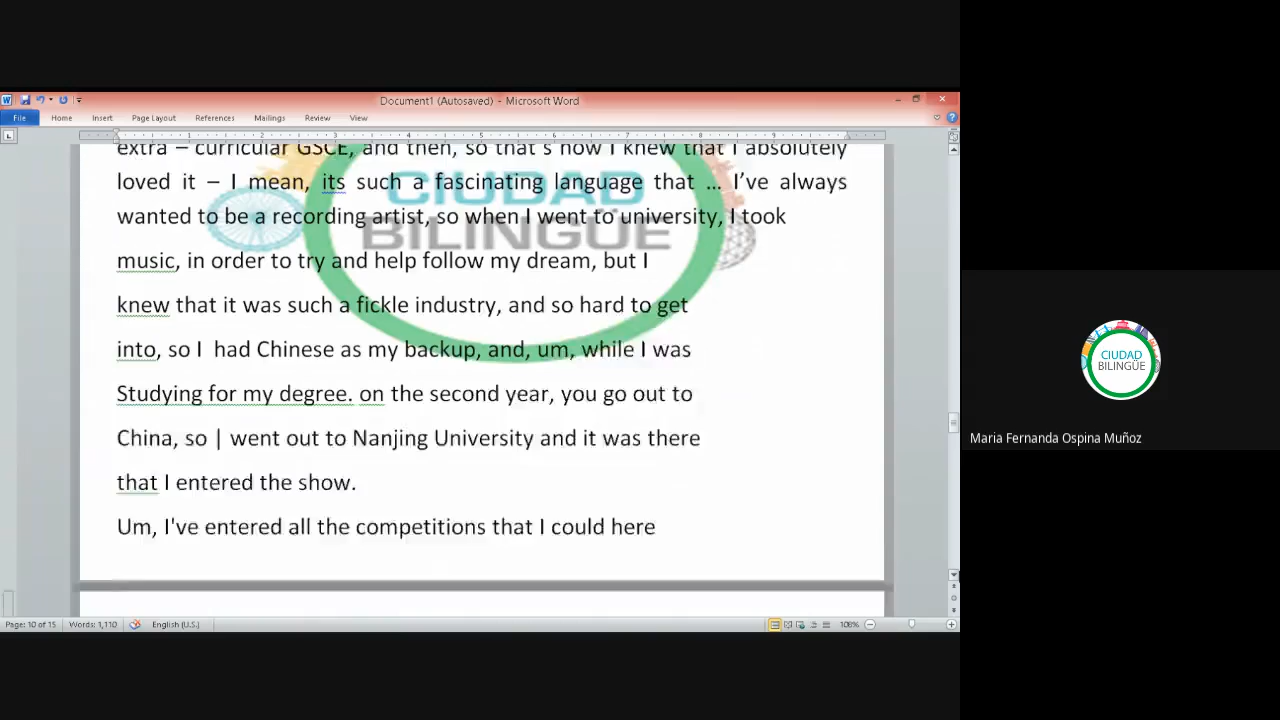 Document1 (Autosaved) - Microsoft Word
File Home Insert Page Layout References Mailings Review View
extra – curricular GSCE, and then, so that's how I knew that I absolutely
loved it – I mean, its such a fascinating language that … I've always
wanted to be a recording artist, so when I went to university, I took
music, in order to try and help follow my dream, but I
knew that it was such a fickle industry, and so hard to get
into, so I had Chinese as my backup, and, um, while I was
Studying for my degree. on the second year, you go out to
China, so | went out to Nanjing University and it was there
that I entered the show.
Um, I've entered all the competitions that I could here
CIUDAD
BILINGÜE
Page: 10 of 15 Words: 1,110 English (U.S.) 108%
CIUDAD
BILINGÜE
Maria Fernanda Ospina Muñoz